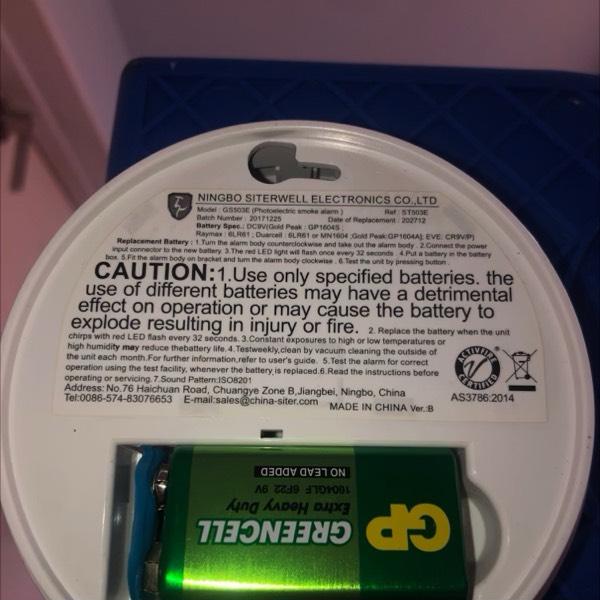 NINGBO SITERWELL ELECTRONICS CO.,LTD
Model : GS503E (Photoelectric smoke alarm ) Ref : ST503E
Batch Number : 20171225 Date of Replacement : 202712
Battery Spec.: DC9V(Gold Peak : GP1604S ;
Raymax : 6LR61 ; Duarcell : 6LR61 or MN1604 ;Gold Peak:GP1604A); EVE: CR9V/P)
Replacement Battery : 1.Turn the alarm body counterclockwise and take out the alarm body . 2.Connect the power
input connector to the new battery. 3.The red LED light will flash once every 32 seconds . 4.Put a battery in the battery
box. 5.Fit the alarm body on bracket and turn the alarm body clockwise . 6.Test the unit by pressing button .
CAUTION:1.Use only specified batteries. the
use of different batteries may have a detrimental
effect on operation or may cause the battery to
explode resulting in injury or fire. 2. Replace the battery when the unit
chirps with red LED flash every 32 seconds. 3.Constant exposures to high or low temperatures or
high humidity may reduce thebattery life. 4.Testweekly,clean by vacuum cleaning the outside of
the unit each month.For further information,refer to user's guide. 5.Test the alarm for correct
operation using the test facility, whenever the battery,is replaced.6.Read the instructions before
operating or servicing.7.Sound Pattern:ISO8201
Address: No.76 Haichuan Road, Chuangye Zone B,Jiangbei, Ningbo, China
Tel:0086-574-83076653 E-mail:sales@china-siter.com MADE IN CHINA Ver.:B
ACTIVFIRE
CERTIFIED
AS3786:2014
NO LEAD ADDED
1604GLF 6F22 9V
Extra Heavy Duty
GREENCELL
GP